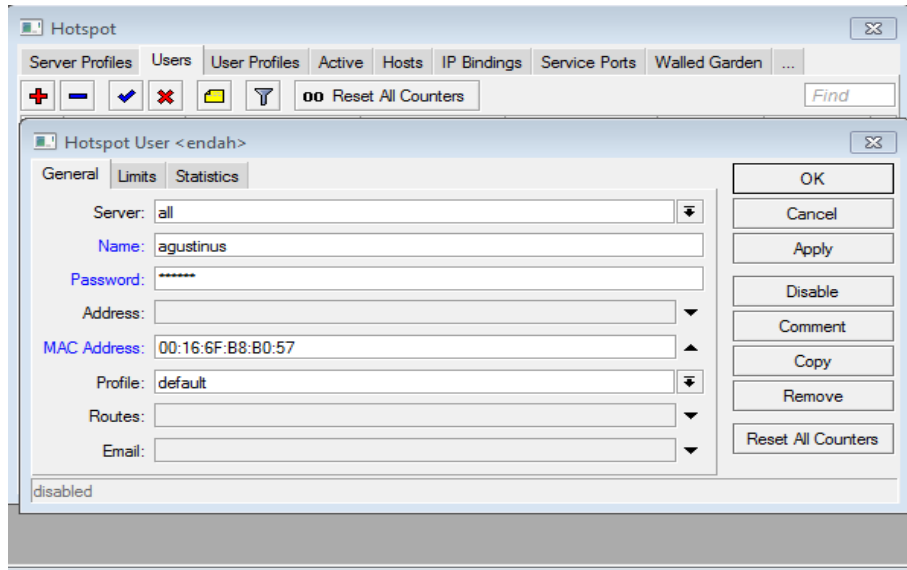 Hotspot
Server Profiles Users User Profiles Active Hosts IP Bindings Service Ports Walled Garden ...
00 Reset All Counters Find
Hotspot User <endah>
General Limits Statistics
OK
Server: all
Cancel
Name: agustinus
Apply
Password: ******
Disable
Address:
Comment
MAC Address: 00:16:6F:B8:B0:57
Copy
Profile: default
Remove
Routes:
Reset All Counters
Email:
disabled